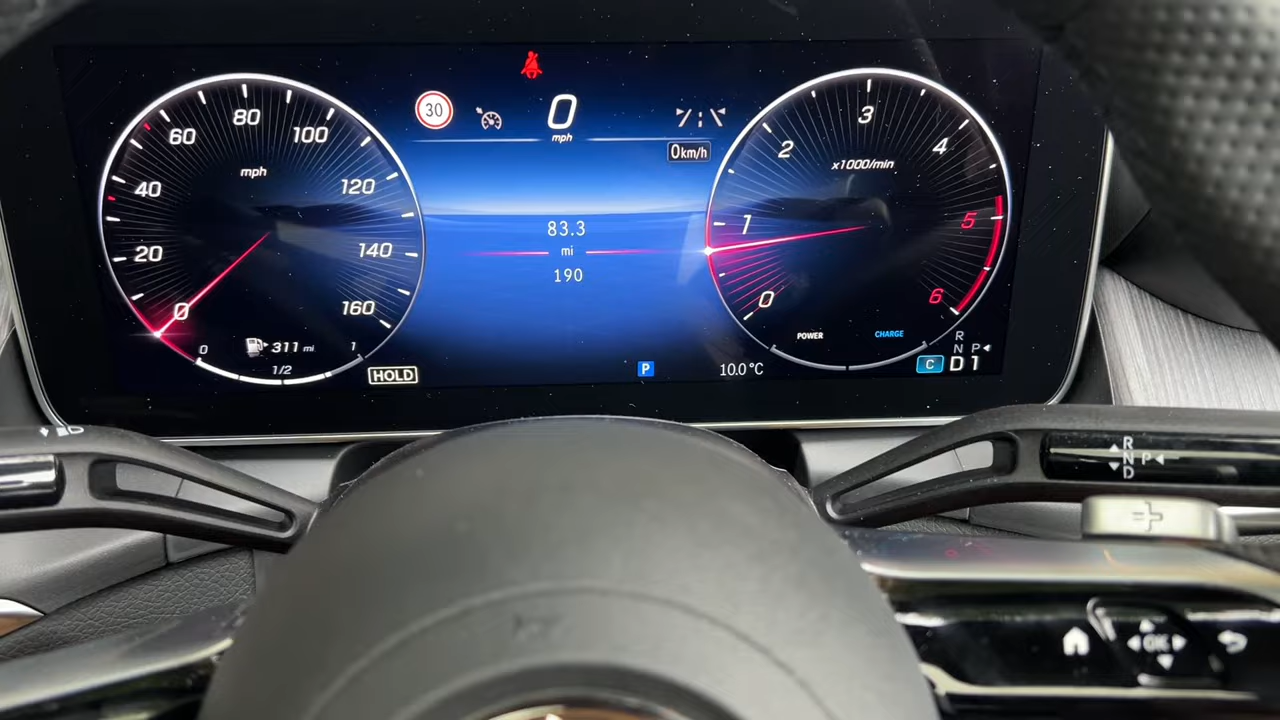 30
0
mph
0km/h
83.3
mi
190
P
10.0°C
0
20
40
60
80
100
120
140
160
mph
0
1/2
1
311 mi
HOLD
0
1
2
3
4
5
6
x1000/min
POWER
CHARGE
R
N P
C D1
R
N P
D
OK